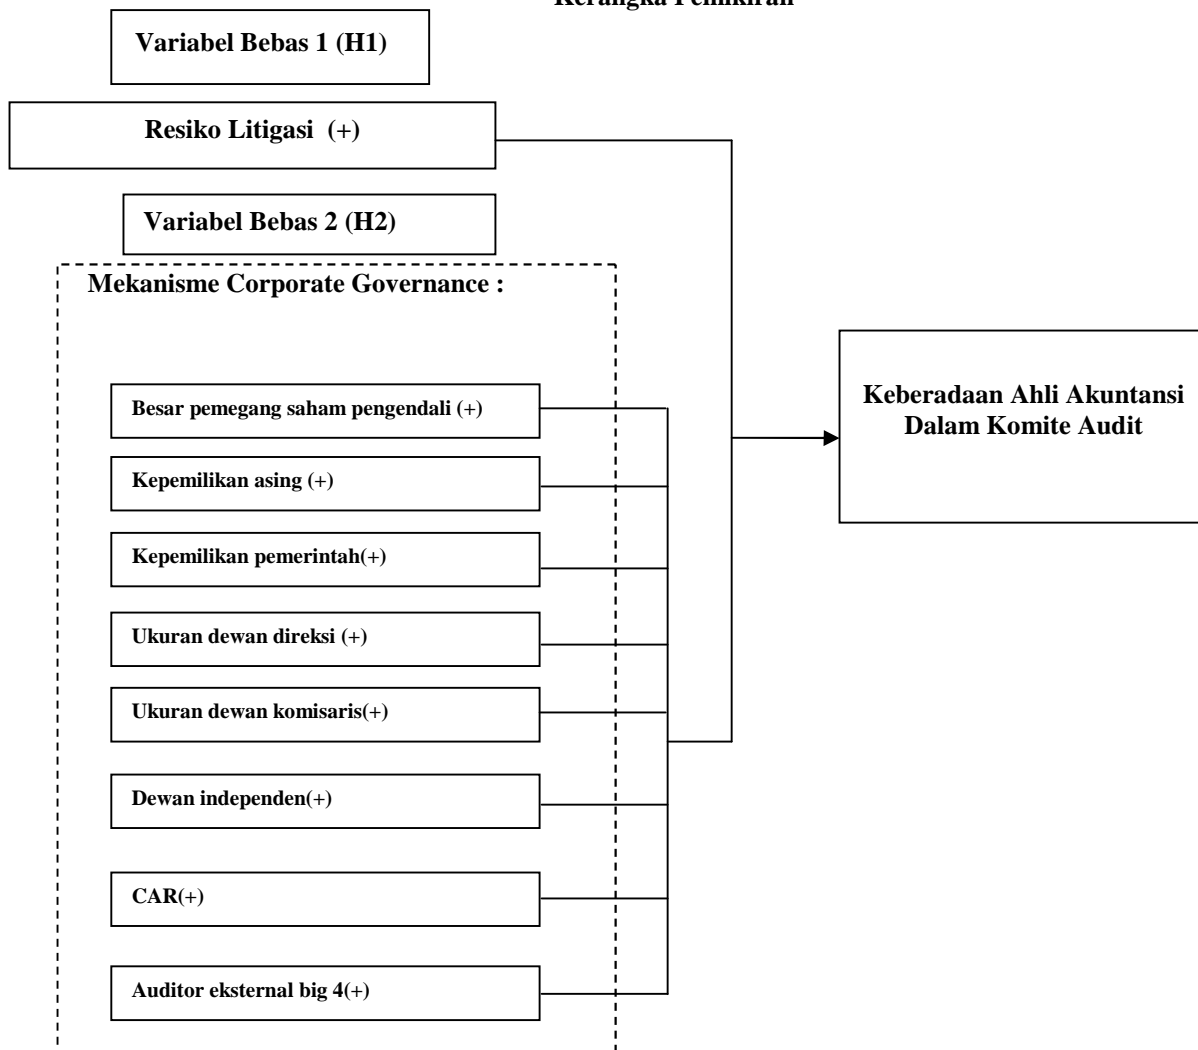 Kerangka Pemikiran
Variabel Bebas 1 (H1)
Resiko Litigasi (+)
Variabel Bebas 2 (H2)
Mekanisme Corporate Governance :
Besar pemegang saham pengendali (+)
Kepemilikan asing (+)
Kepemilikan pemerintah(+)
Ukuran dewan direksi (+)
Ukuran dewan komisaris(+)
Dewan independen(+)
CAR(+)
Auditor eksternal big 4(+)
Keberadaan Ahli Akuntansi
Dalam Komite Audit